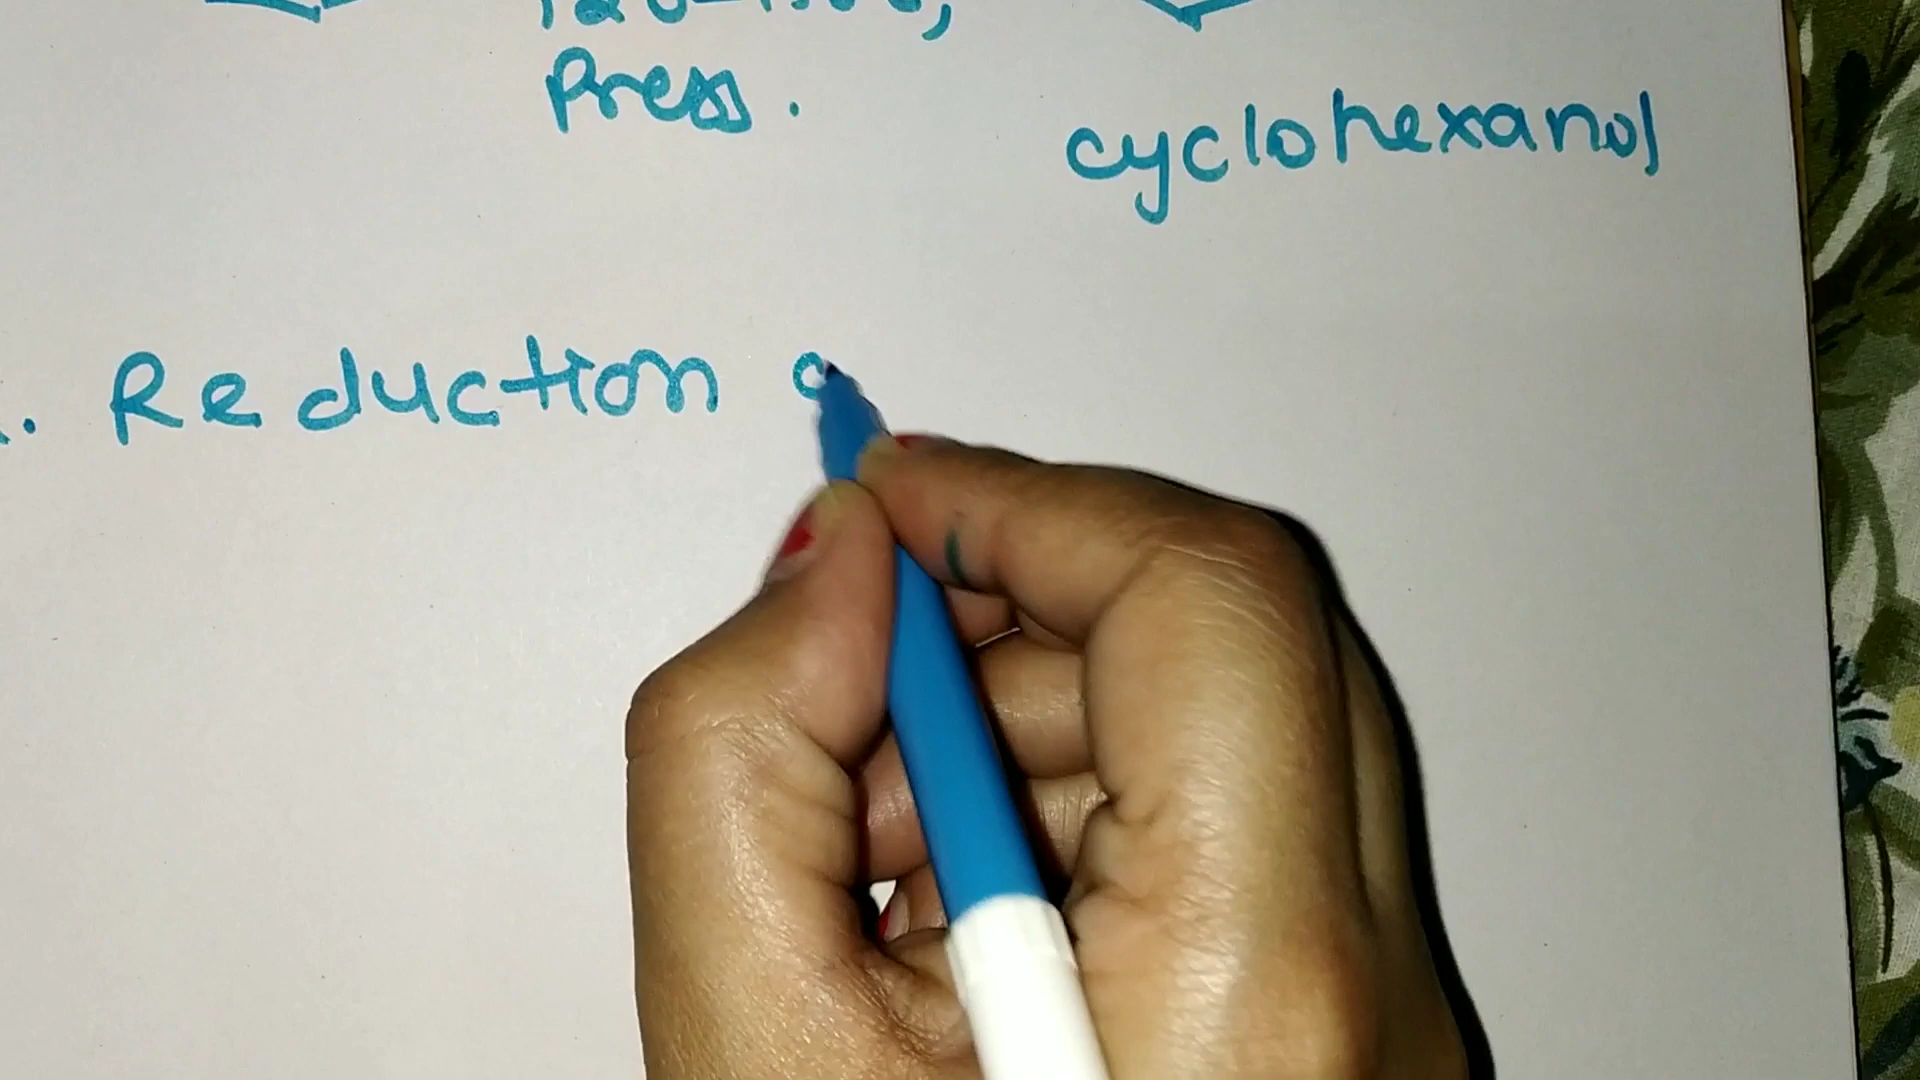 Press.
cyclohexanol
. Reduction o